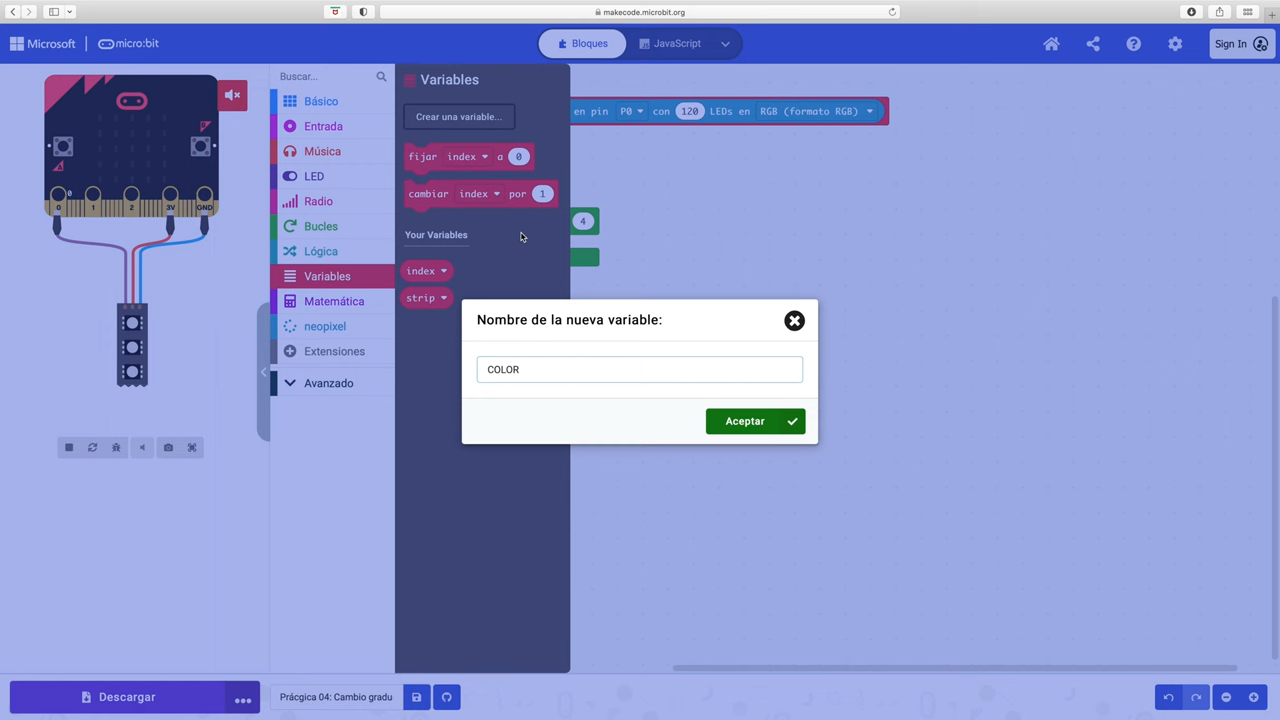 makecode.microbit.org
Microsoft
micro:bit
Bloques
JavaScript
Sign In
0
0 1 2 3V GND
Buscar...
Básico
Entrada
Música
LED
Radio
Bucles
Lógica
Variables
Matemática
neopixel
Extensiones
Avanzado
Variables
Crear una variable...
fijar index a 0
cambiar index por 1
Your Variables
index
strip
en pin P0 con 120 LEDs en RGB (formato RGB)
4
Nombre de la nueva variable:
COLOR
Aceptar
Descargar
Prácgica 04: Cambio gradu